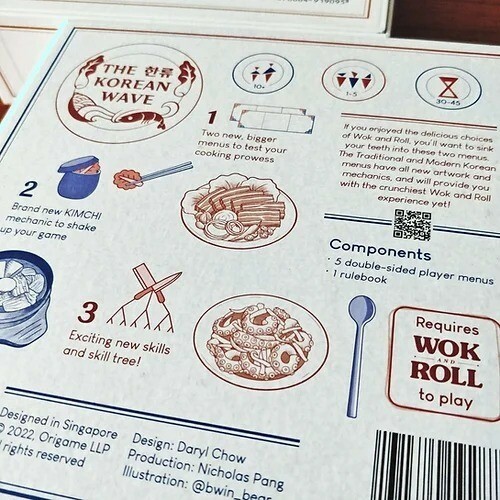 THE 한류
KOREAN
WAVE
10+
1-5
30-45
1
Two new, bigger
menus to test your
cooking prowess
If you enjoyed the delicious choices
of Wok and Roll, you'll want to sink
your teeth into these two menus.
The Traditional and Modern Korean
menus have all new artwork and
mechanics, and will provide you
with the crunchiest Wok and Roll
experience yet!
2
Brand new KIMCHI
mechanic to shake
up your game
Components
· 5 double-sided player menus
· 1 rulebook
3
Exciting new skills
and skill tree!
Requires
WOK
AND
ROLL
to play
Designed in Singapore
© 2022, Origame LLP
rights reserved
Design: Daryl Chow
Production: Nicholas Pang
Illustration: @bwin_bear